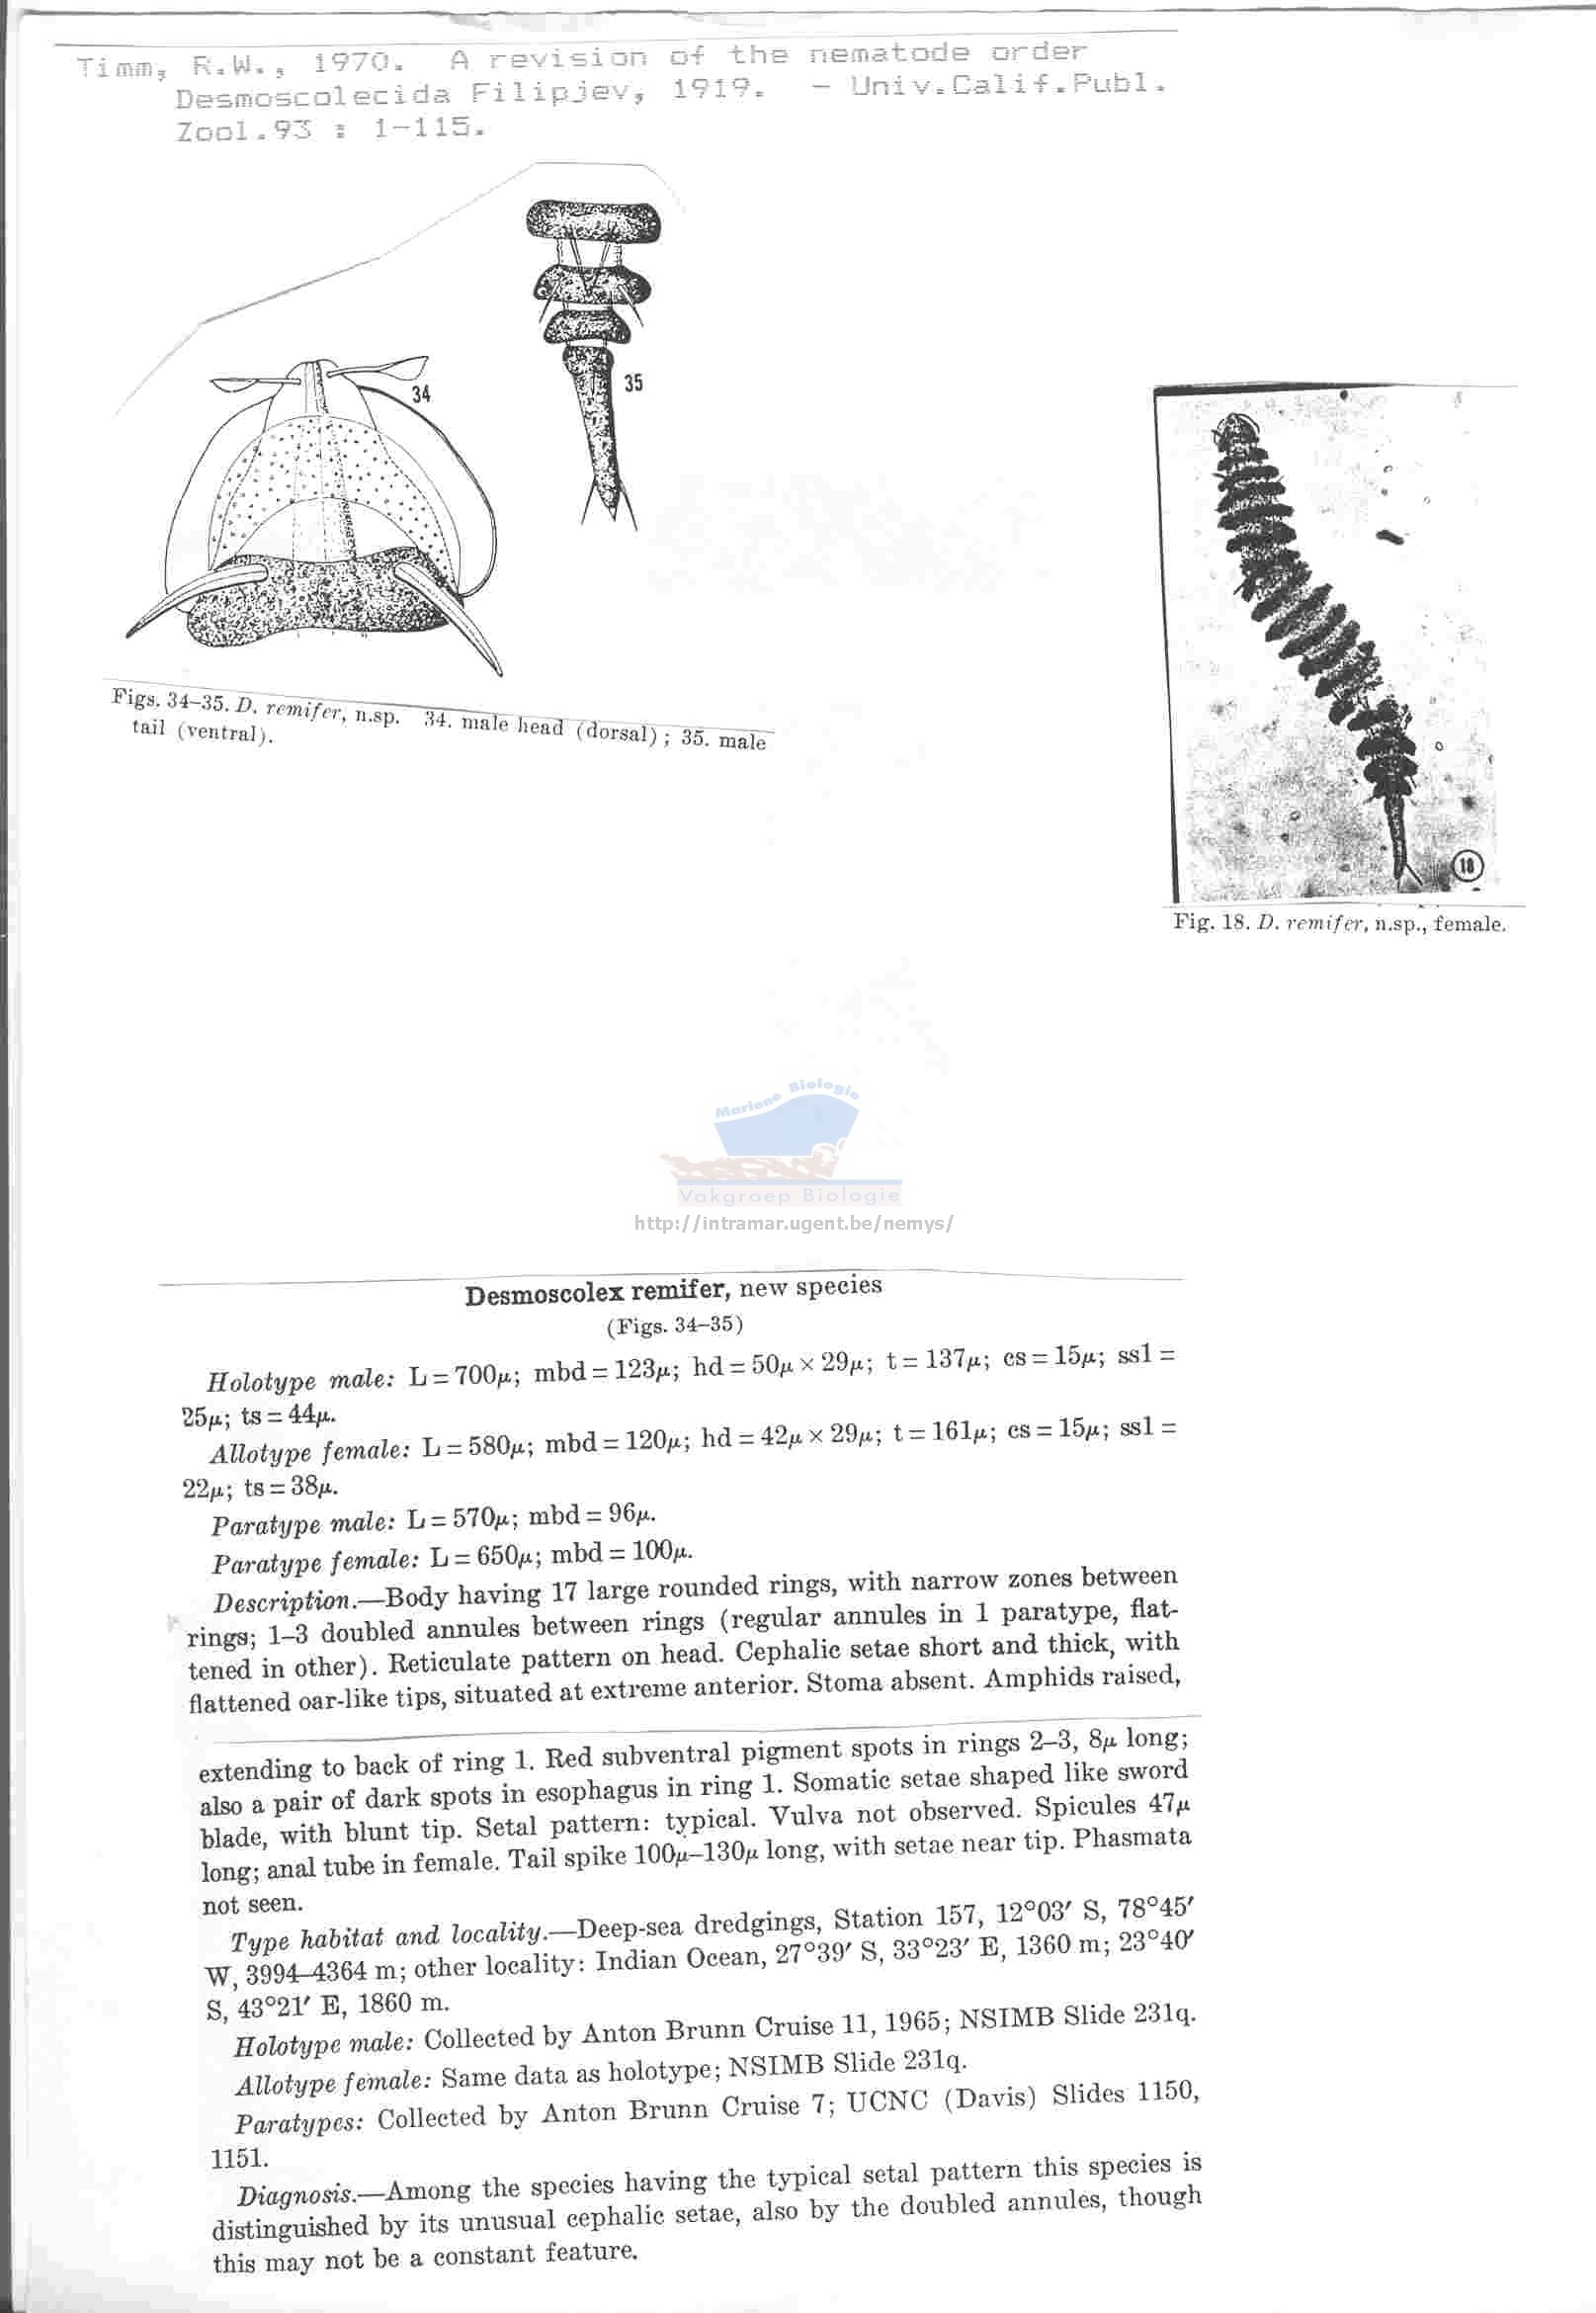 Timm, R.W., 1970. A revision of the nematode order
Desmoscolecida Filipjev, 1919. - Univ.Calif.Publ.
Zool.93 : 1-115.
35
34
Figs. 34–35. D. remifer, n.sp. 34. male head (dorsal); 35. male
tail (ventral).
18
Fig. 18. D. remifer, n.sp., female.
Mariene Biologie
Vakgroep Biologie
http://intramar.ugent.be/nemys/
Desmoscolex remifer, new species
(Figs. 34–35)
Holotype male: L = 700μ; mbd = 123μ; hd = 50μ × 29μ; t = 137μ; cs = 15μ; ss1 =
25μ; ts = 44μ.
Allotype female: L = 580μ; mbd = 120μ; hd = 42μ × 29μ; t = 161μ; cs = 15μ; ss1 =
22μ; ts = 38μ.
Paratype male: L = 570μ; mbd = 96μ.
Paratype female: L = 650μ; mbd = 100μ.
Description.—Body having 17 large rounded rings, with narrow zones between
rings; 1–3 doubled annules between rings (regular annules in 1 paratype, flat-
tened in other). Reticulate pattern on head. Cephalic setae short and thick, with
flattened oar-like tips, situated at extreme anterior. Stoma absent. Amphids raised,
extending to back of ring 1. Red subventral pigment spots in rings 2–3, 8μ long;
also a pair of dark spots in esophagus in ring 1. Somatic setae shaped like sword
blade, with blunt tip. Setal pattern: typical. Vulva not observed. Spicules 47μ
long; anal tube in female. Tail spike 100μ–130μ long, with setae near tip. Phasmata
not seen.
Type habitat and locality.—Deep-sea dredgings, Station 157, 12°03′ S, 78°45′
W, 3994–4364 m; other locality: Indian Ocean, 27°39′ S, 33°23′ E, 1360 m; 23°40′
S, 43°21′ E, 1860 m.
Holotype male: Collected by Anton Brunn Cruise 11, 1965; NSIMB Slide 231q.
Allotype female: Same data as holotype; NSIMB Slide 231q.
Paratypes: Collected by Anton Brunn Cruise 7; UCNC (Davis) Slides 1150,
1151.
Diagnosis.—Among the species having the typical setal pattern this species is
distinguished by its unusual cephalic setae, also by the doubled annules, though
this may not be a constant feature.